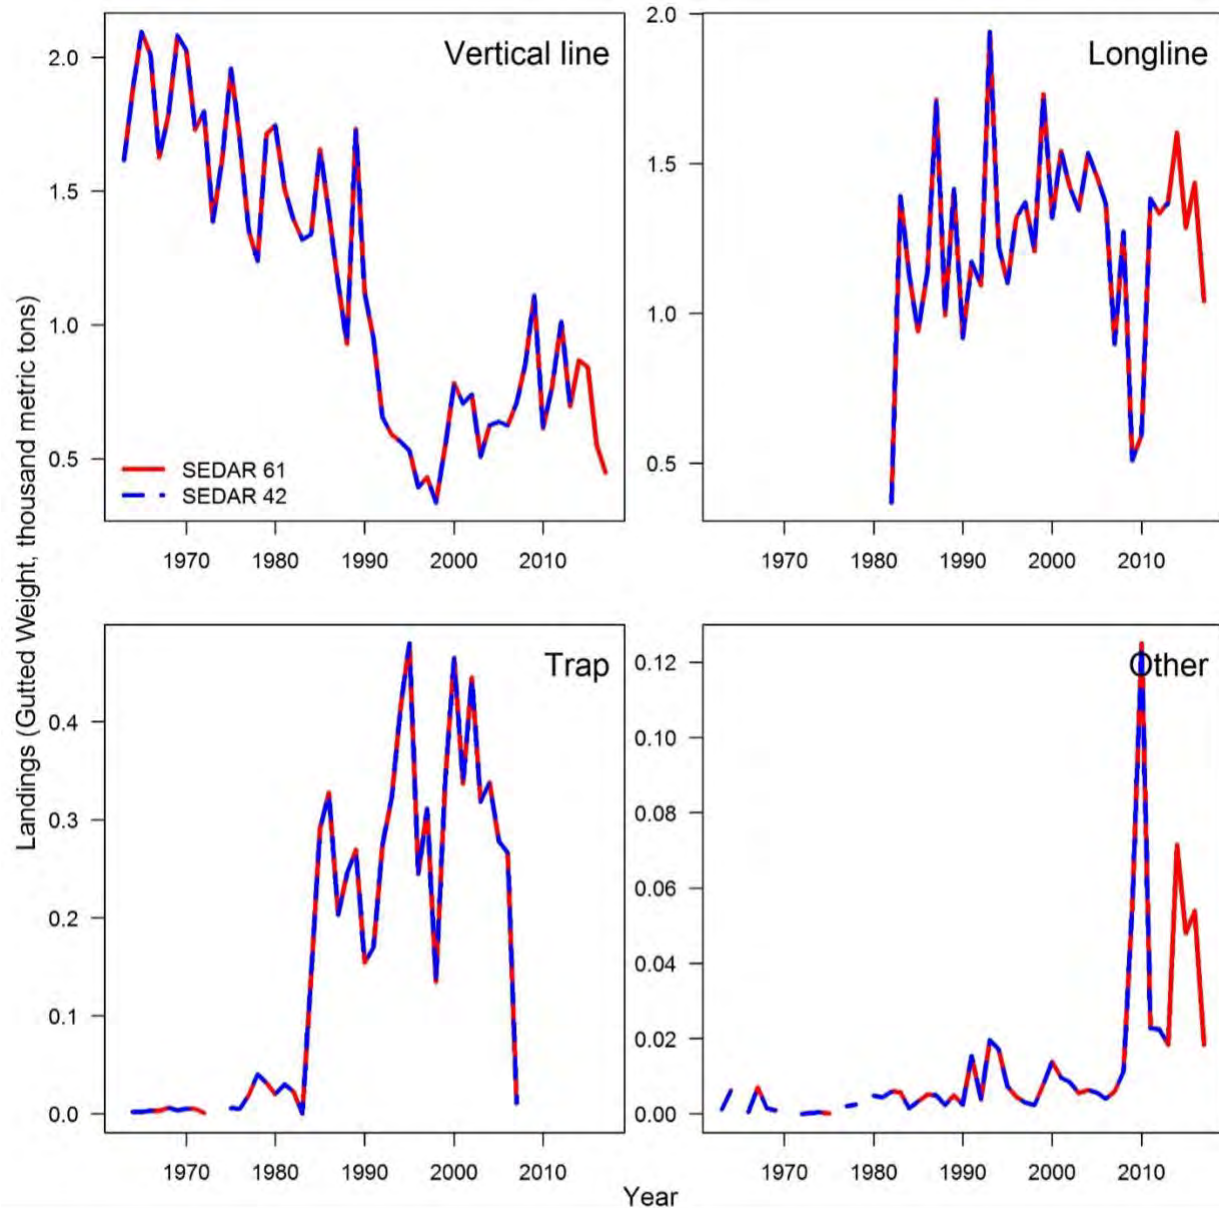 Landings (Gutted Weight, thousand metric tons)
Vertical line
2.0
1.5
1.0
0.5
SEDAR 61
SEDAR 42
1970 1980 1990 2000 2010
Longline
2.0
1.5
1.0
0.5
1970 1980 1990 2000 2010
Trap
0.4
0.3
0.2
0.1
0.0
1970 1980 1990 2000 2010
Other
0.12
0.10
0.08
0.06
0.04
0.02
0.00
1970 1980 1990 2000 2010
Year